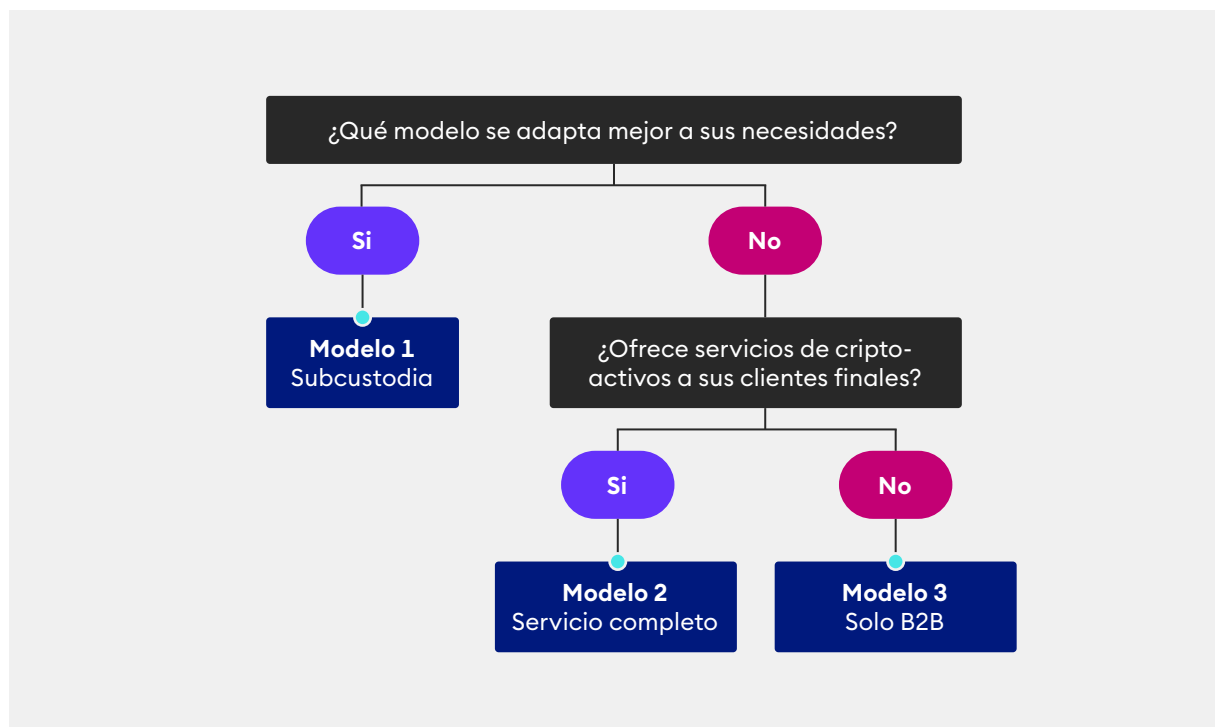 ¿Qué modelo se adapta mejor a sus necesidades?
Si
No
Modelo 1
Subcustodia
¿Ofrece servicios de cripto-
activos a sus clientes finales?
Si
No
Modelo 2
Servicio completo
Modelo 3
Solo B2B